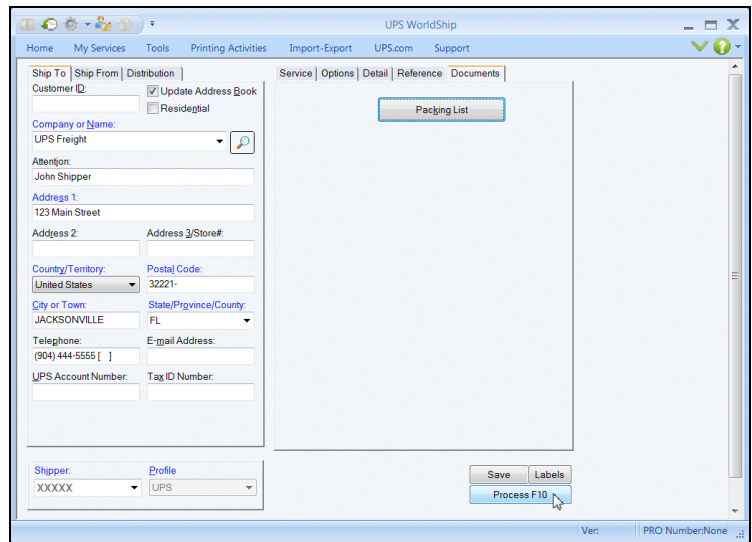 UPS WorldShip
Home My Services Tools Printing Activities Import-Export UPS.com Support
Ship To Ship From Distribution
Service Options Detail Reference Documents
Customer ID:
Update Address Book
Residential
Packing List
Company or Name:
UPS Freight
Attention:
John Shipper
Address 1:
123 Main Street
Address 2: Address 3/Store#:
Country/Territory: Postal Code:
United States 32221-
City or Town: State/Province/County:
JACKSONVILLE FL
Telephone: E-mail Address:
(904) 444-5555 [ ]
UPS Account Number: Tax ID Number:
Shipper: Profile
XXXXX UPS
Save Labels
Process F10
Ver: PRO Number:None